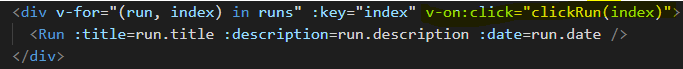 <div v-for="(run, index) in runs" :key="index" v-on:click="clickRun(index)">
<Run :title=run.title :description=run.description :date=run.date />
</div>